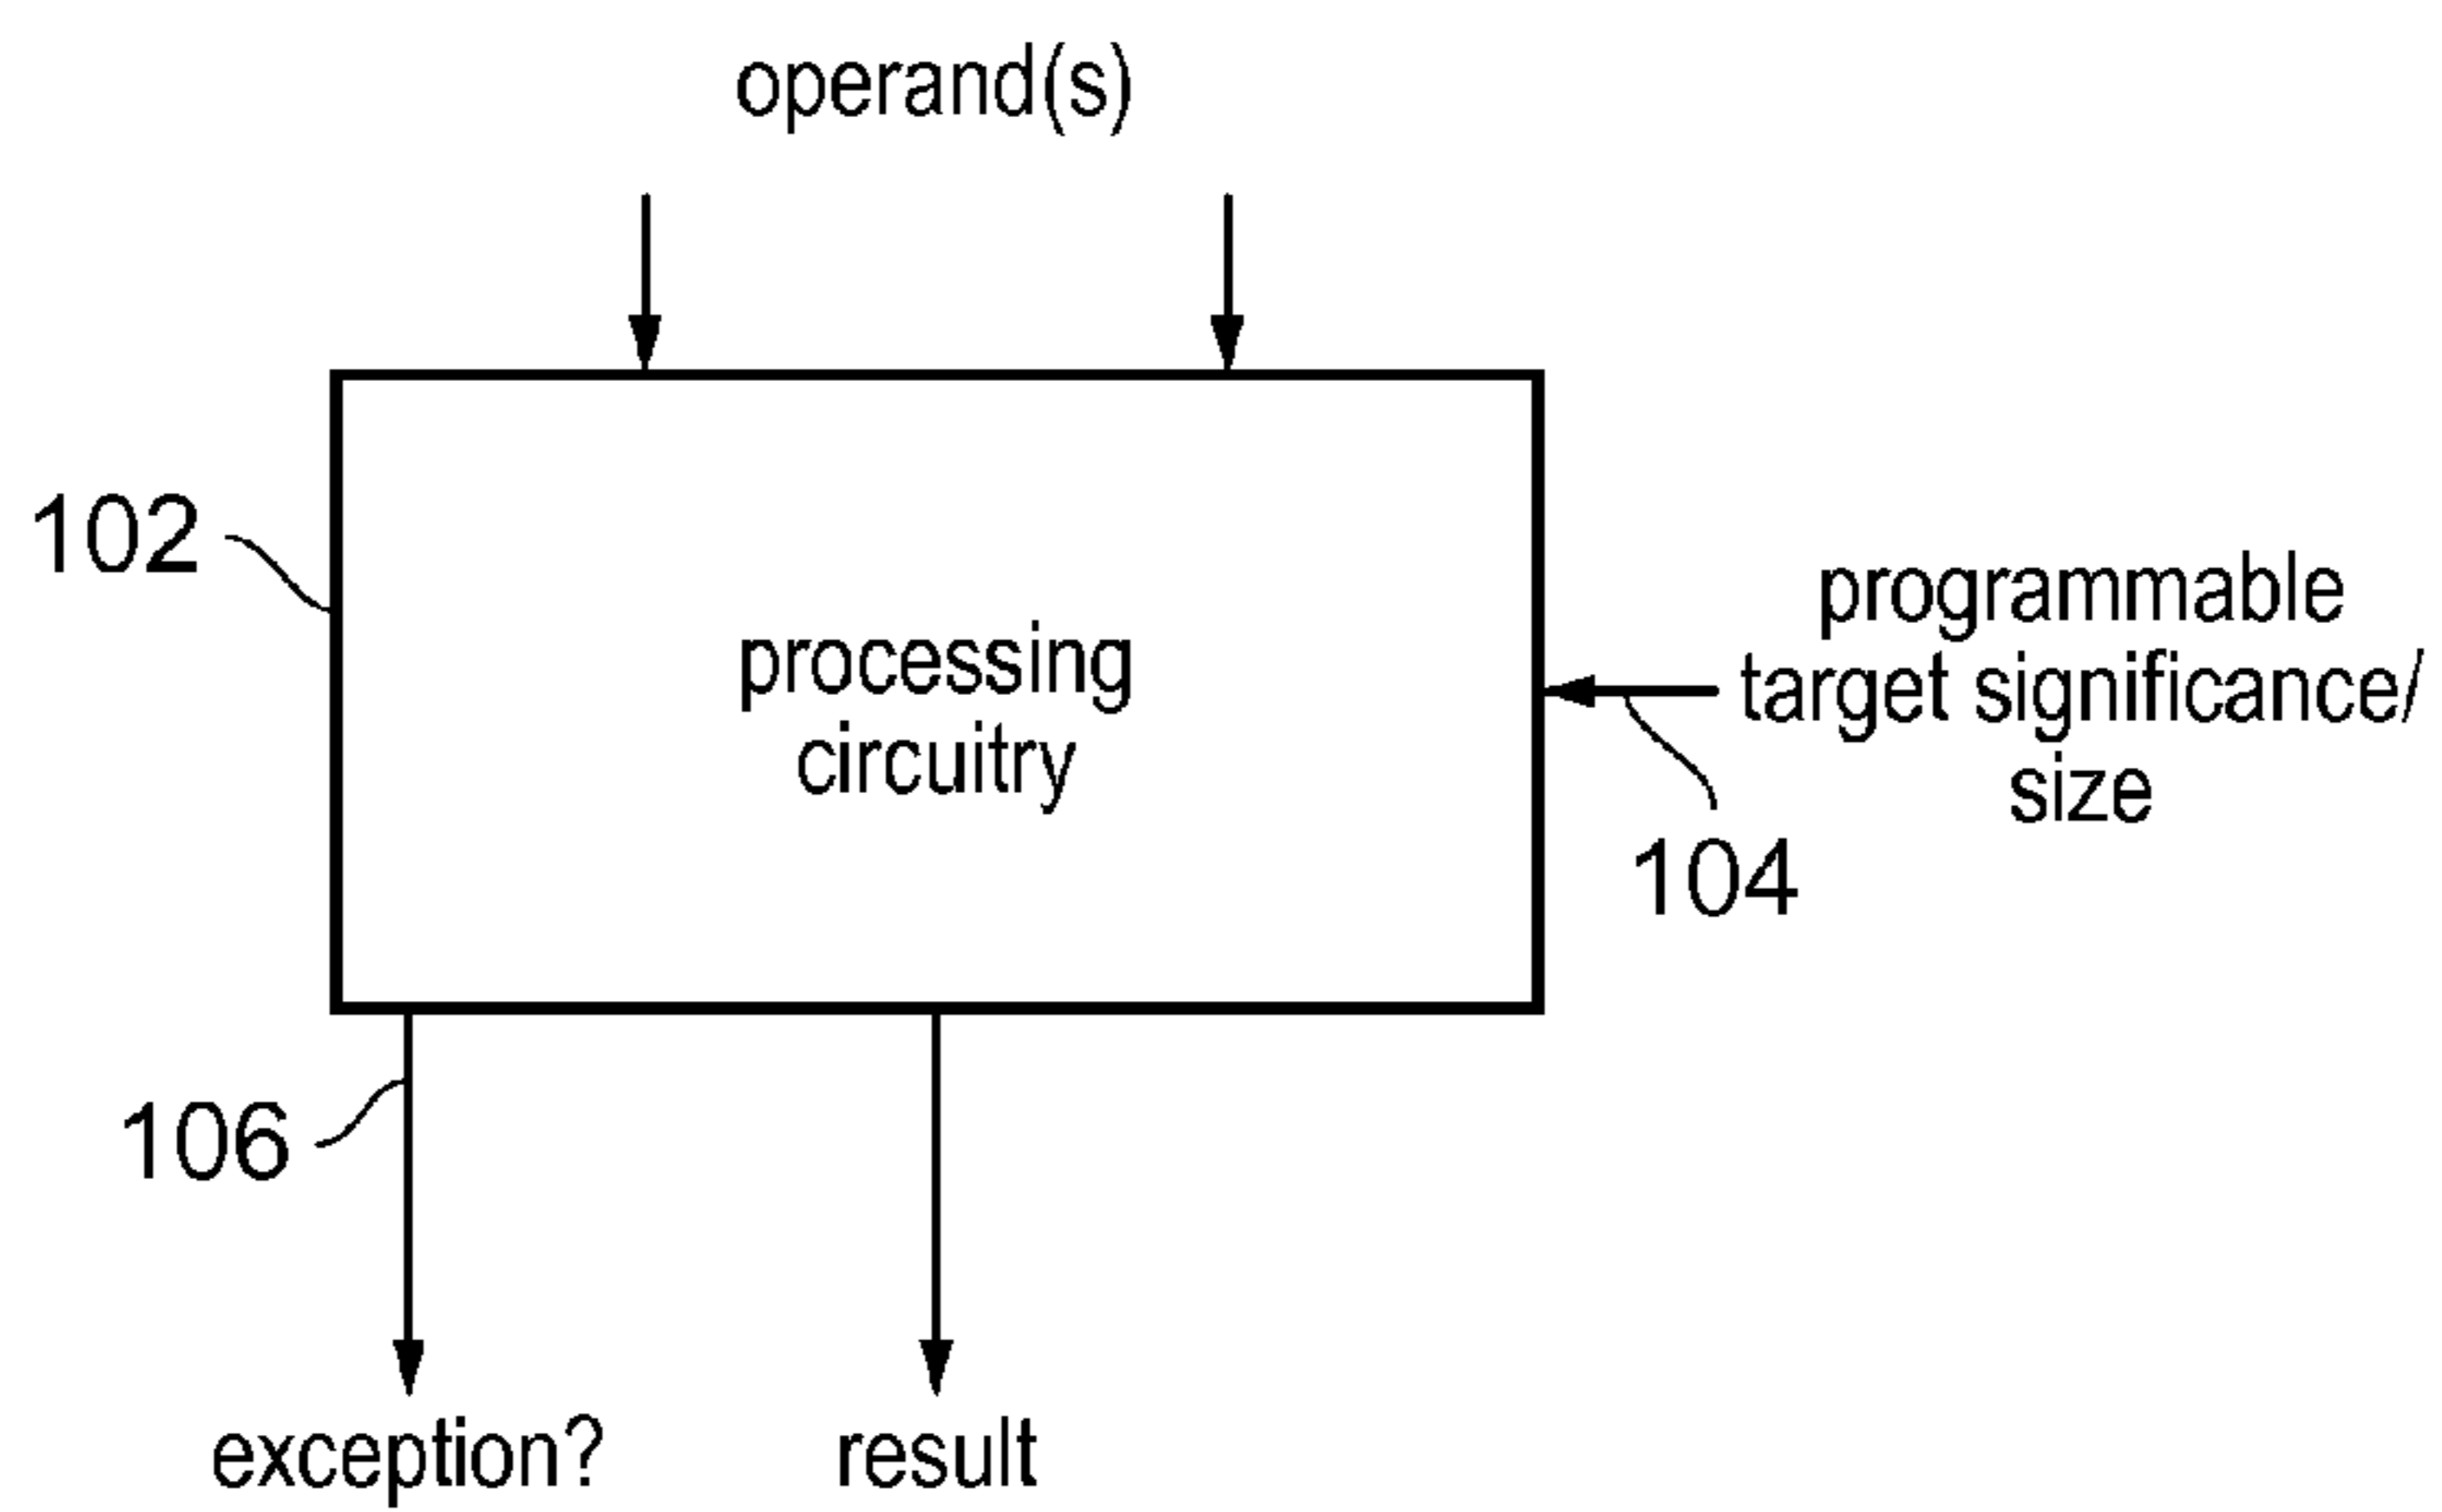 operand(s)
102
processing
circuitry
programmable
target significance/
size
104
106
exception?
result